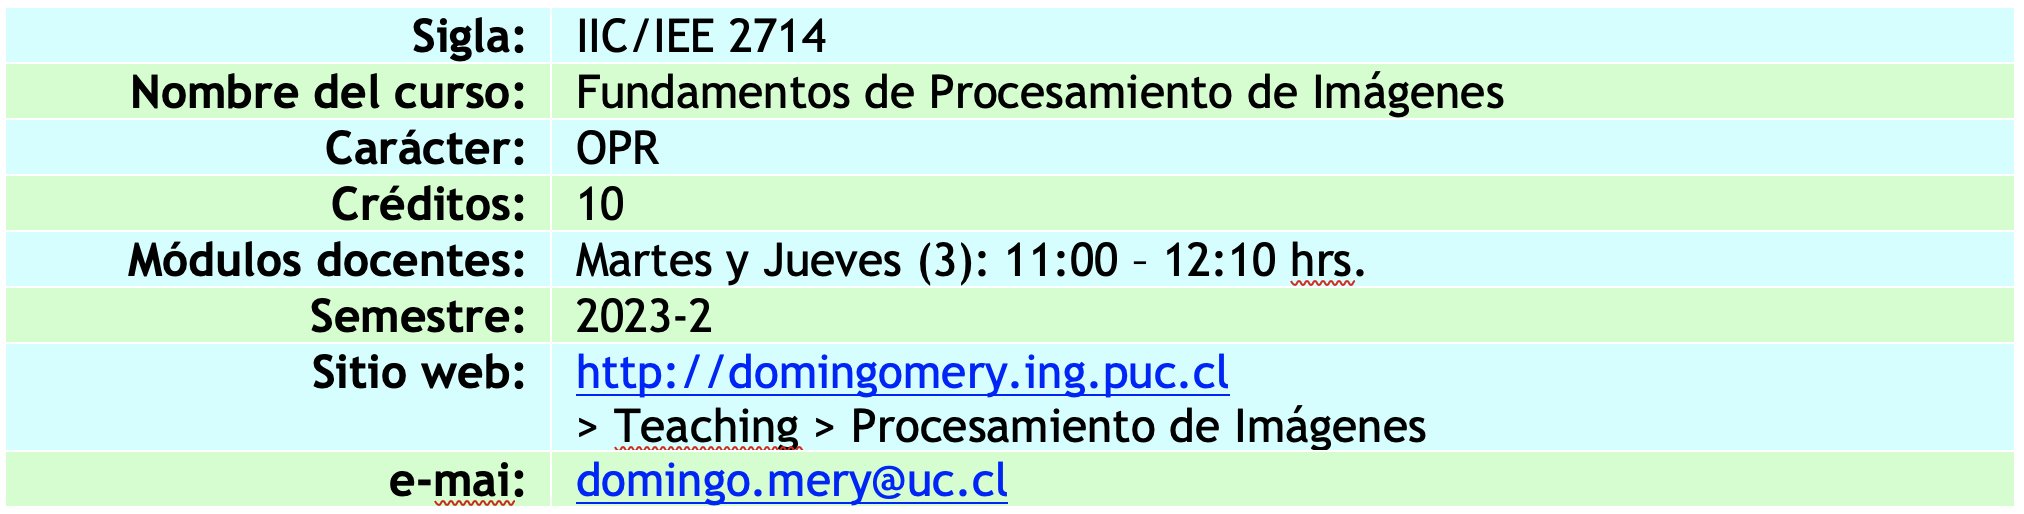 Sigla: IIC/IEE 2714
Nombre del curso: Fundamentos de Procesamiento de Imágenes
Carácter: OPR
Créditos: 10
Módulos docentes: Martes y Jueves (3): 11:00 – 12:10 hrs.
Semestre: 2023-2
Sitio web: http://domingomery.ing.puc.cl
> Teaching > Procesamiento de Imágenes
e-mai: domingo.mery@uc.cl